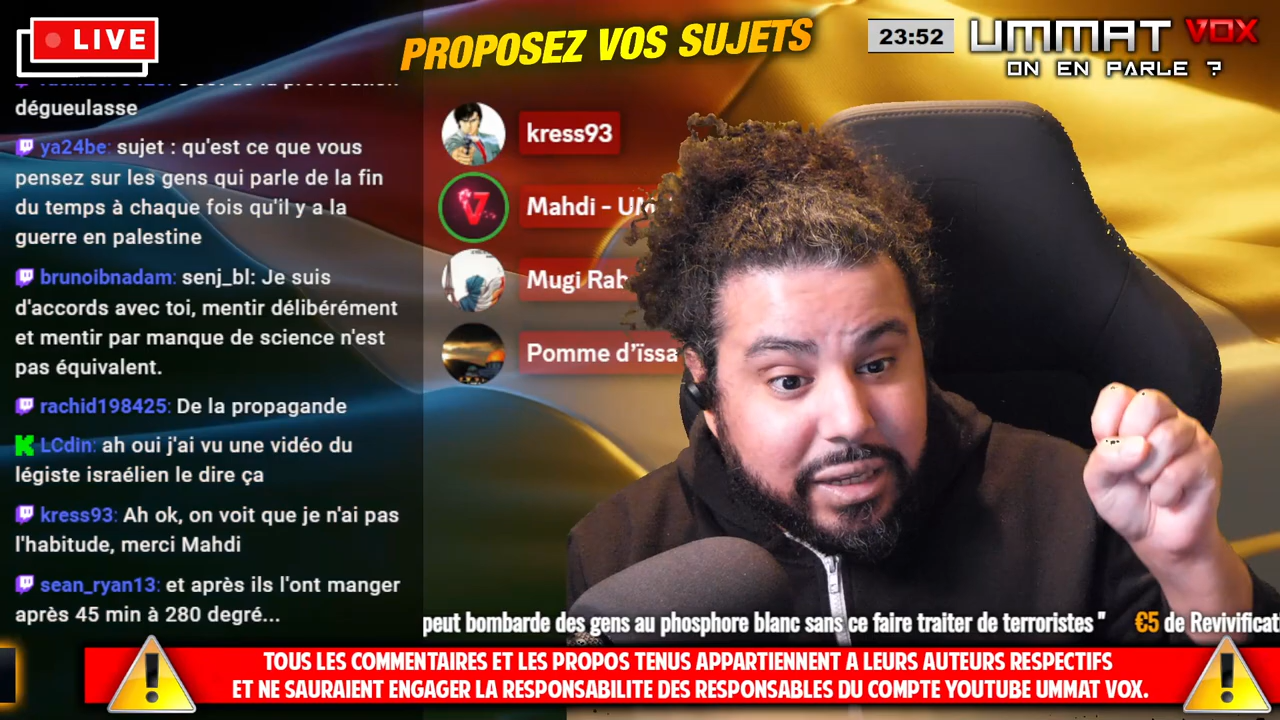 LIVE
PROPOSEZ VOS SUJETS
23:52
UMMAT VOX
ON EN PARLE ?
dégueulasse
ya24be: sujet : qu'est ce que vous
pensez sur les gens qui parle de la fin
du temps à chaque fois qu'il y a la
guerre en palestine
brunoibnadam: senj_bl: Je suis
d'accords avec toi, mentir délibérément
et mentir par manque de science n'est
pas équivalent.
rachid198425: De la propagande
LCdin: ah oui j'ai vu une vidéo du
légiste israélien le dire ça
kress93: Ah ok, on voit que je n'ai pas
l'habitude, merci Mahdi
sean_ryan13: et après ils l'ont manger
après 45 min à 280 degré...
kress93
Mahdi -
Mugi
Pomme d'ïssa
peut bombarde des gens au phosphore blanc sans ce faire traiter de terroristes " €5 de
TOUS LES COMMENTAIRES ET LES PROPOS TENUS APPARTIENNENT A LEURS AUTEURS RESPECTIFS
ET NE SAURAIENT ENGAGER LA RESPONSABILITE DES RESPONSABLES DU COMPTE YOUTUBE UMMAT VOX.